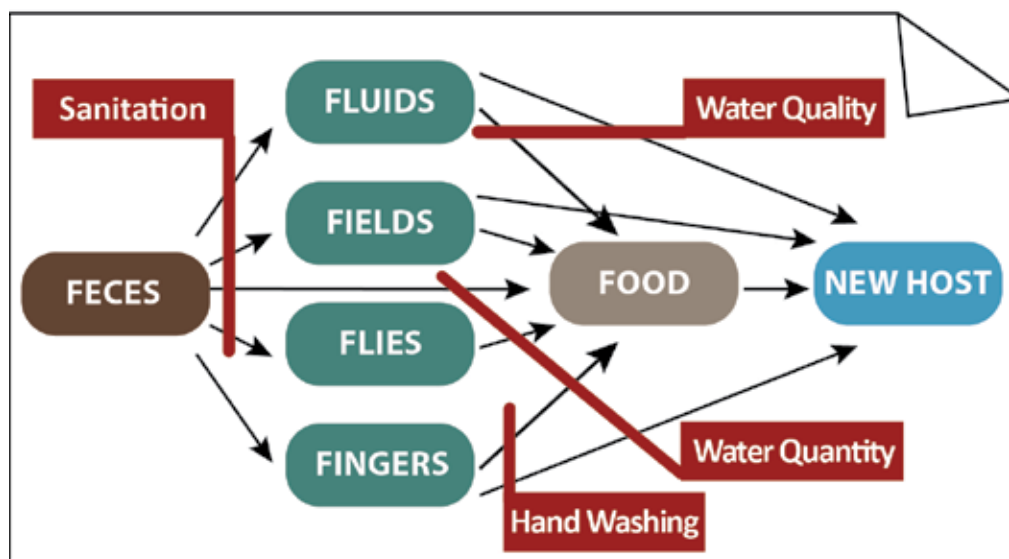 Sanitation
FLUIDS
Water Quality
FIELDS
FECES
FOOD
NEW HOST
FLIES
FINGERS
Water Quantity
Hand Washing